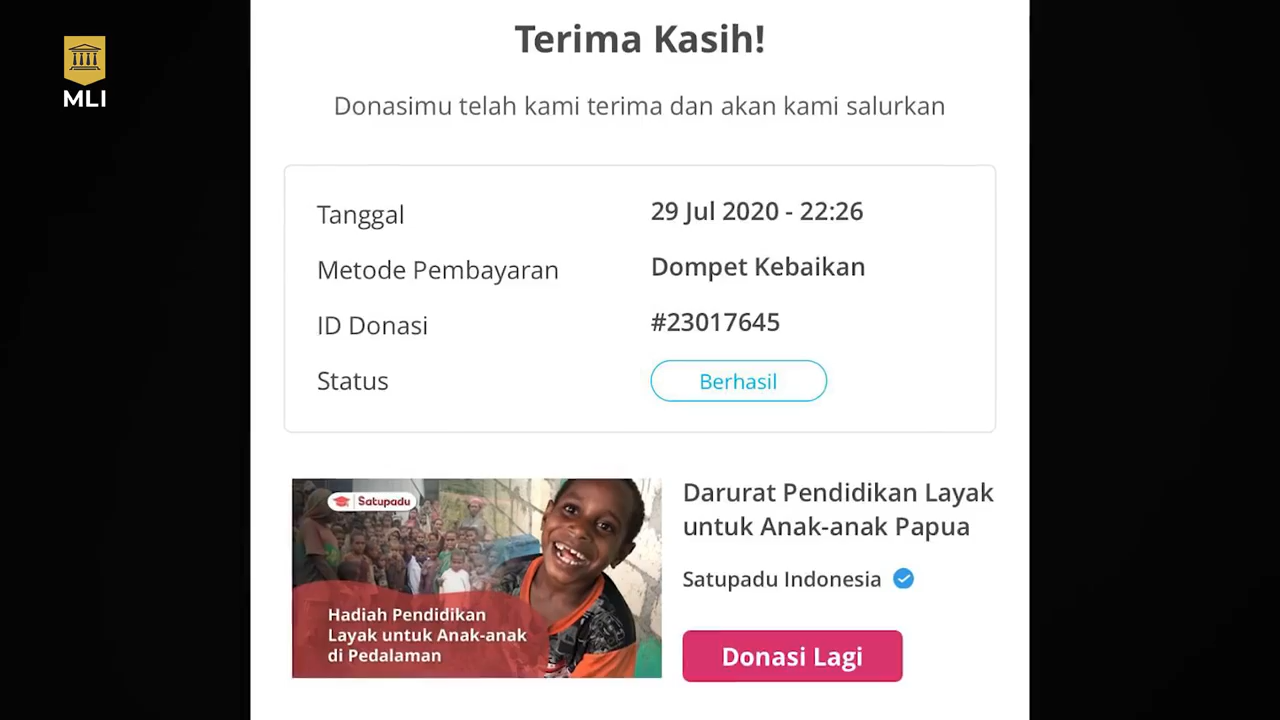 MLI
Terima Kasih!
Donasimu telah kami terima dan akan kami salurkan
Tanggal 29 Jul 2020 - 22:26
Metode Pembayaran Dompet Kebaikan
ID Donasi #23017645
Status Berhasil
Satupadu
Hadiah Pendidikan
Layak untuk Anak-anak
di Pedalaman
Darurat Pendidikan Layak
untuk Anak-anak Papua
Satupadu Indonesia
Donasi Lagi